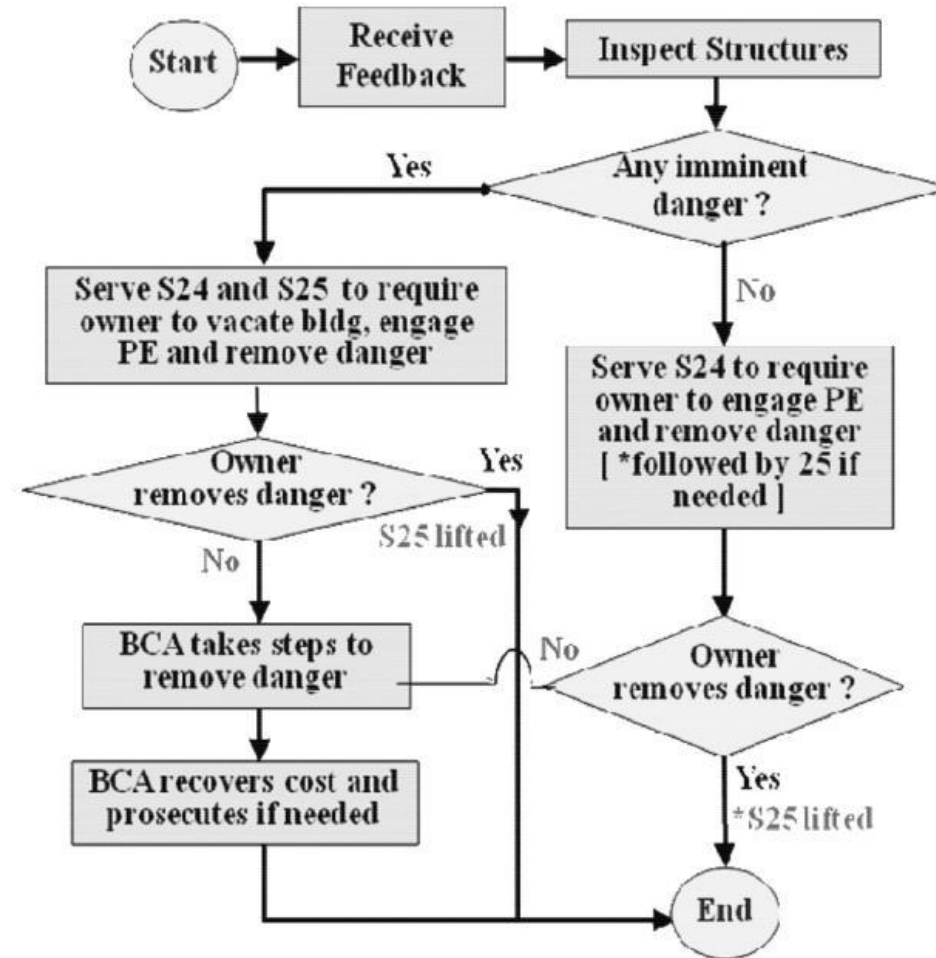 Start
Receive
Feedback
Inspect Structures
Any imminent
danger ?
Yes
No
Serve S24 and S25 to require
owner to vacate bldg, engage
PE and remove danger
Serve S24 to require
owner to engage PE
and remove danger
[ *followed by 25 if
needed ]
Owner
removes danger ?
Yes
S25 lifted
No
BCA takes steps to
remove danger
No
Owner
removes danger ?
BCA recovers cost and
prosecutes if needed
Yes
*S25 lifted
End